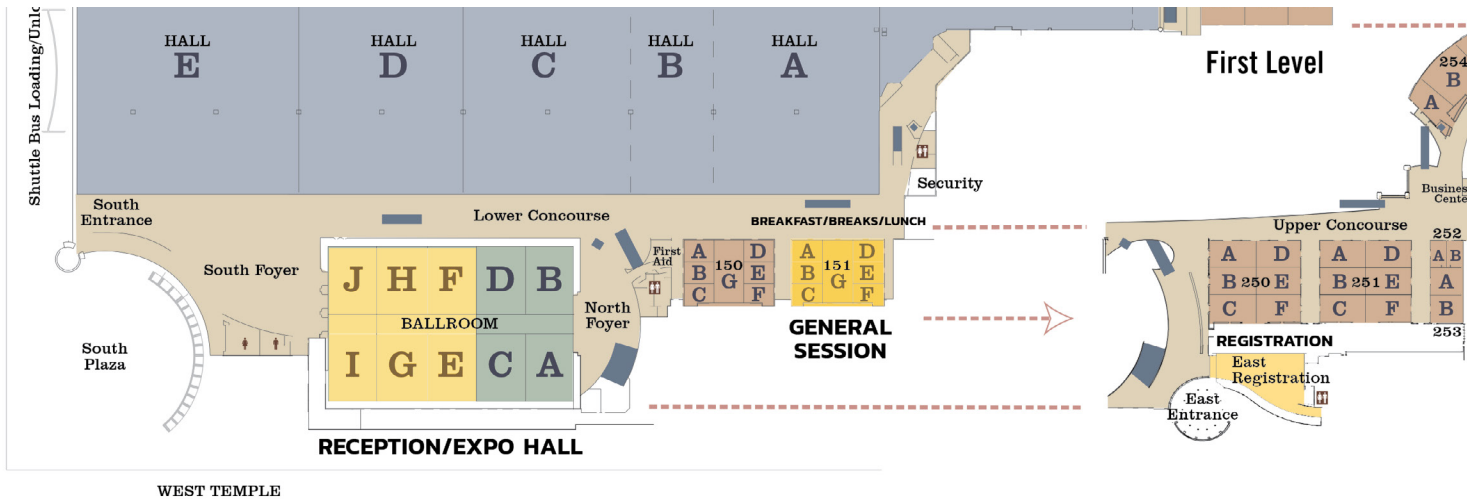 Shuttle Bus Loading/Unlo
HALL
E
HALL
D
HALL
C
HALL
B
HALL
A
First Level
254
B
A
Security
South
Entrance
Lower Concourse
BREAKFAST/BREAKS/LUNCH
Business
Cente
Upper Concourse
252
South Foyer
J H F D B
BALLROOM
I G E C A
North
Foyer
First
Aid
A D
150
B G E
C F
A D
151
B G E
C F
GENERAL
SESSION
A D
B 250 E
C F
A D
B 251 E
C F
A B
A
B
253
REGISTRATION
East
Registration
East
Entrance
South
Plaza
RECEPTION/EXPO HALL
WEST TEMPLE